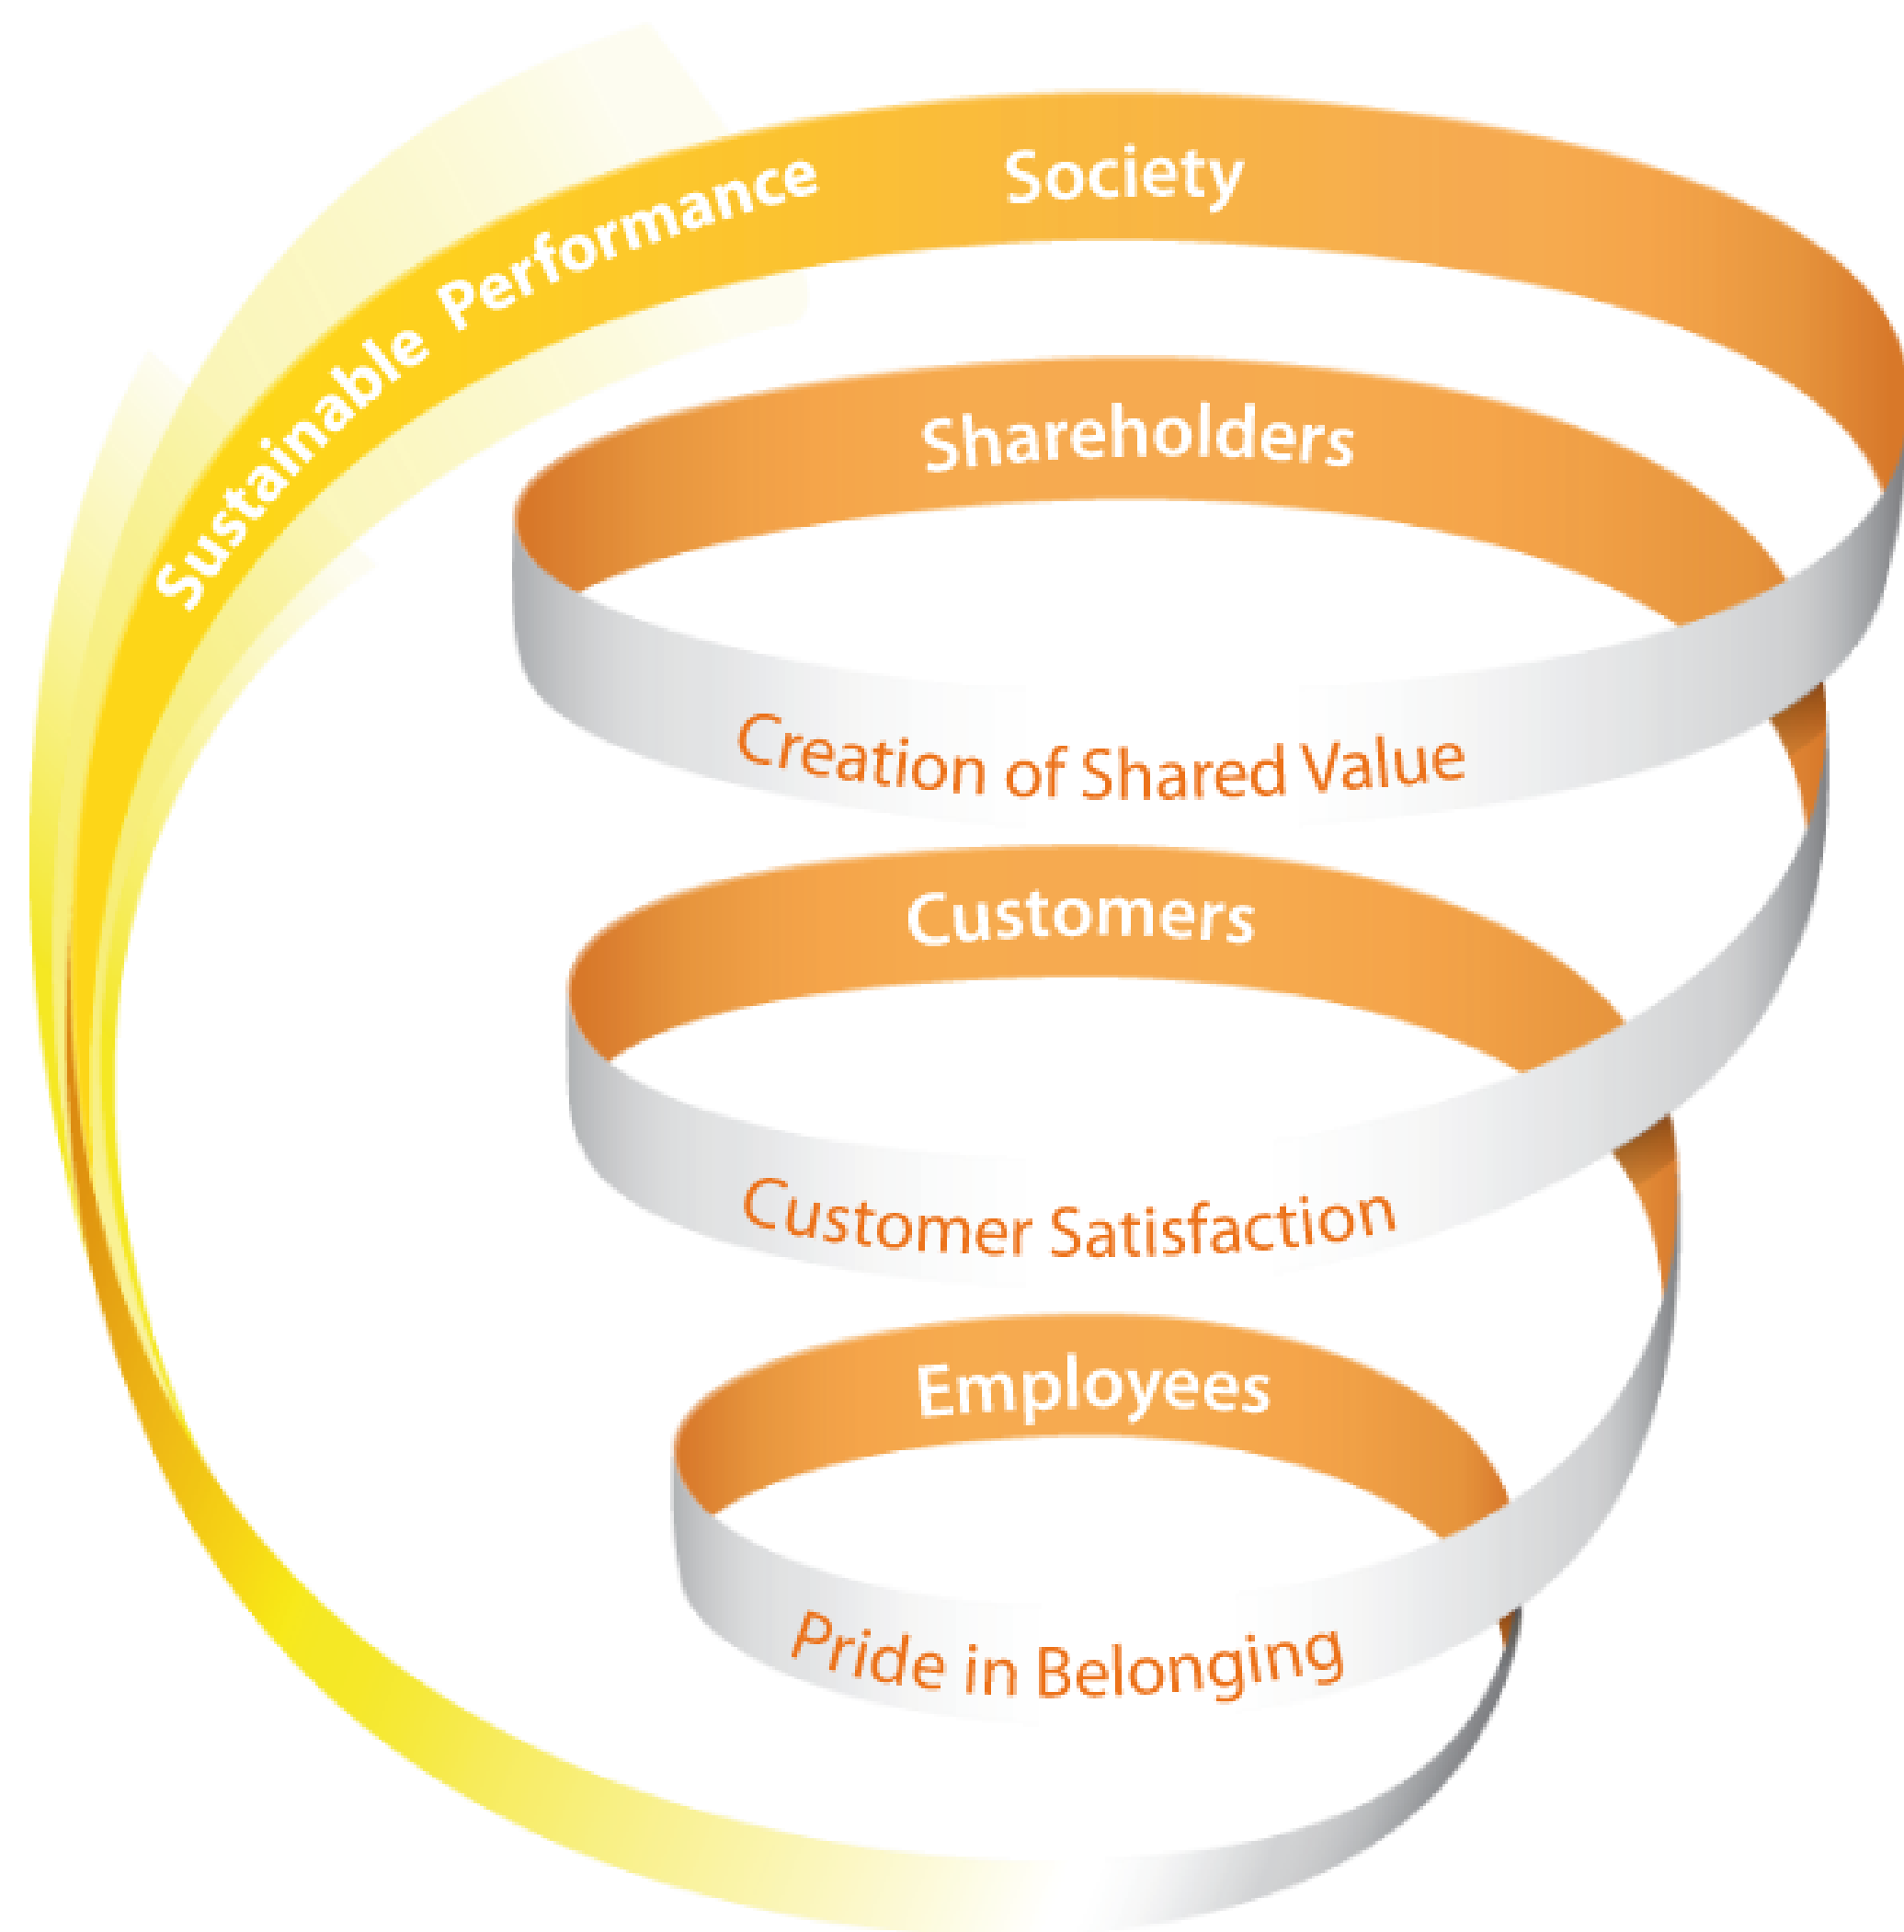 Sustainable Performance
Society
Shareholders
Creation of Shared Value
Customers
Customer Satisfaction
Employees
Pride in Belonging